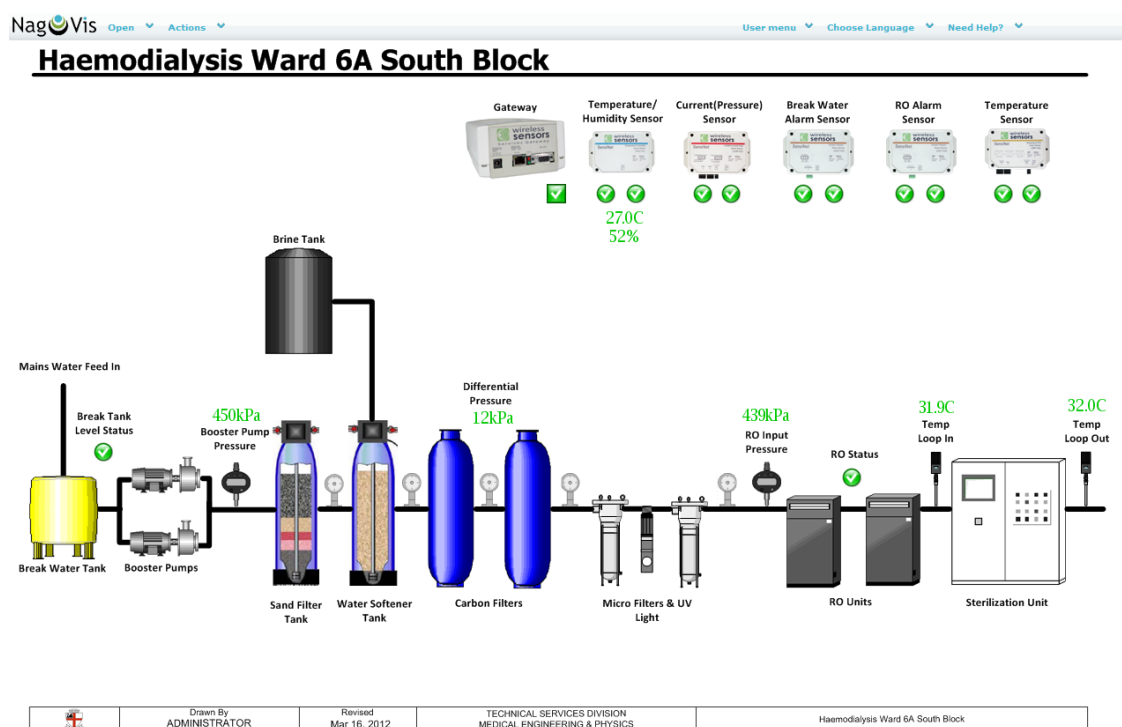 NagVis Open Actions User menu Choose Language Need Help?
Haemodialysis Ward 6A South Block
Gateway
Temperature/
Humidity Sensor
Current(Pressure)
Sensor
Break Water
Alarm Sensor
RO Alarm
Sensor
Temperature
Sensor
wireless
sensors
27.0C
52%
Brine Tank
Mains Water Feed In
Break Tank
Level Status
450kPa
Booster Pump
Pressure
Differential
Pressure
12kPa
439kPa
RO Input
Pressure
RO Status
31.9C
Temp
Loop In
32.0C
Temp
Loop Out
Break Water Tank
Booster Pumps
Sand Filter
Tank
Water Softener
Tank
Carbon Filters
Micro Filters & UV
Light
RO Units
Sterilization Unit
Drawn By
ADMINISTRATOR
Revised
Mar 16, 2012
TECHNICAL SERVICES DIVISION
MEDICAL ENGINEERING & PHYSICS
Haemodialysis Ward 6A South Block